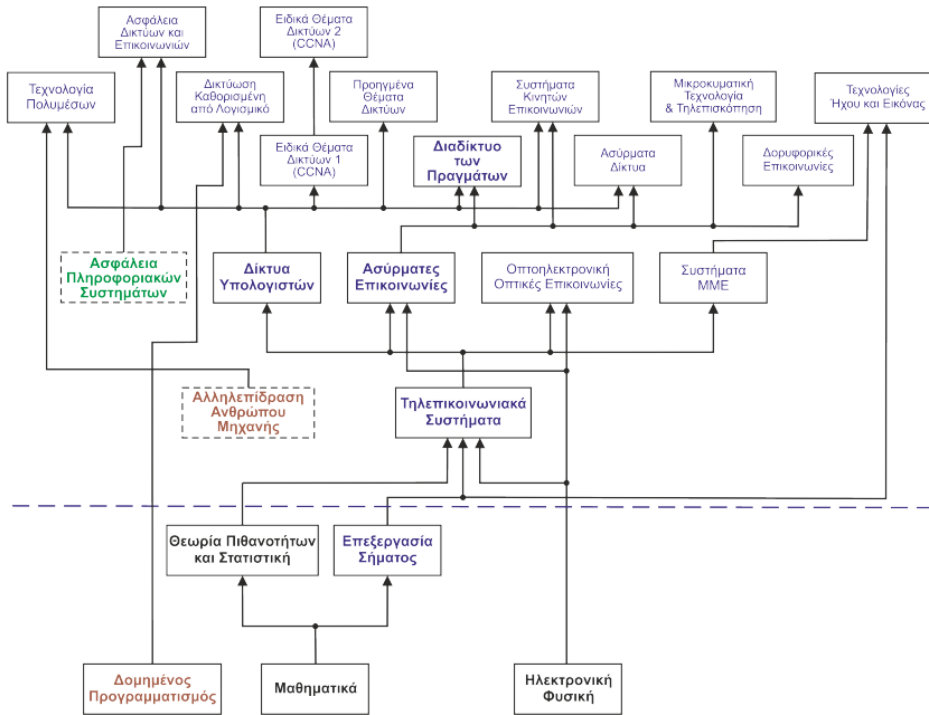 Ασφάλεια
Δικτύων και
Επικοινωνιών
Ειδικά Θέματα
Δικτύων 2
(CCNA)
Τεχνολογία
Πολυμέσων
Δικτύωση
Καθορισμένη
από Λογισμικό
Προηγμένα
Θέματα
Δικτύων
Συστήματα
Κινητών
Επικοινωνιών
Μικροκυματική
Τεχνολογία
& Τηλεπισκόπηση
Τεχνολογίες
Ήχου και Εικόνας
Ειδικά Θέματα
Δικτύων 1
(CCNA)
Διαδίκτυο
των
Πραγμάτων
Ασύρματα
Δίκτυα
Δορυφορικές
Επικοινωνίες
Ασφάλεια
Πληροφοριακών
Συστημάτων
Δίκτυα
Υπολογιστών
Ασύρματες
Επικοινωνίες
Οπτοηλεκτρονική
Οπτικές Επικοινωνίες
Συστήματα
ΜΜΕ
Αλληλεπίδραση
Ανθρώπου
Μηχανής
Τηλεπικοινωνιακά
Συστήματα
Θεωρία Πιθανοτήτων
και Στατιστική
Επεξεργασία
Σήματος
Δομημένος
Προγραμματισμός
Μαθηματικά
Ηλεκτρονική
Φυσική